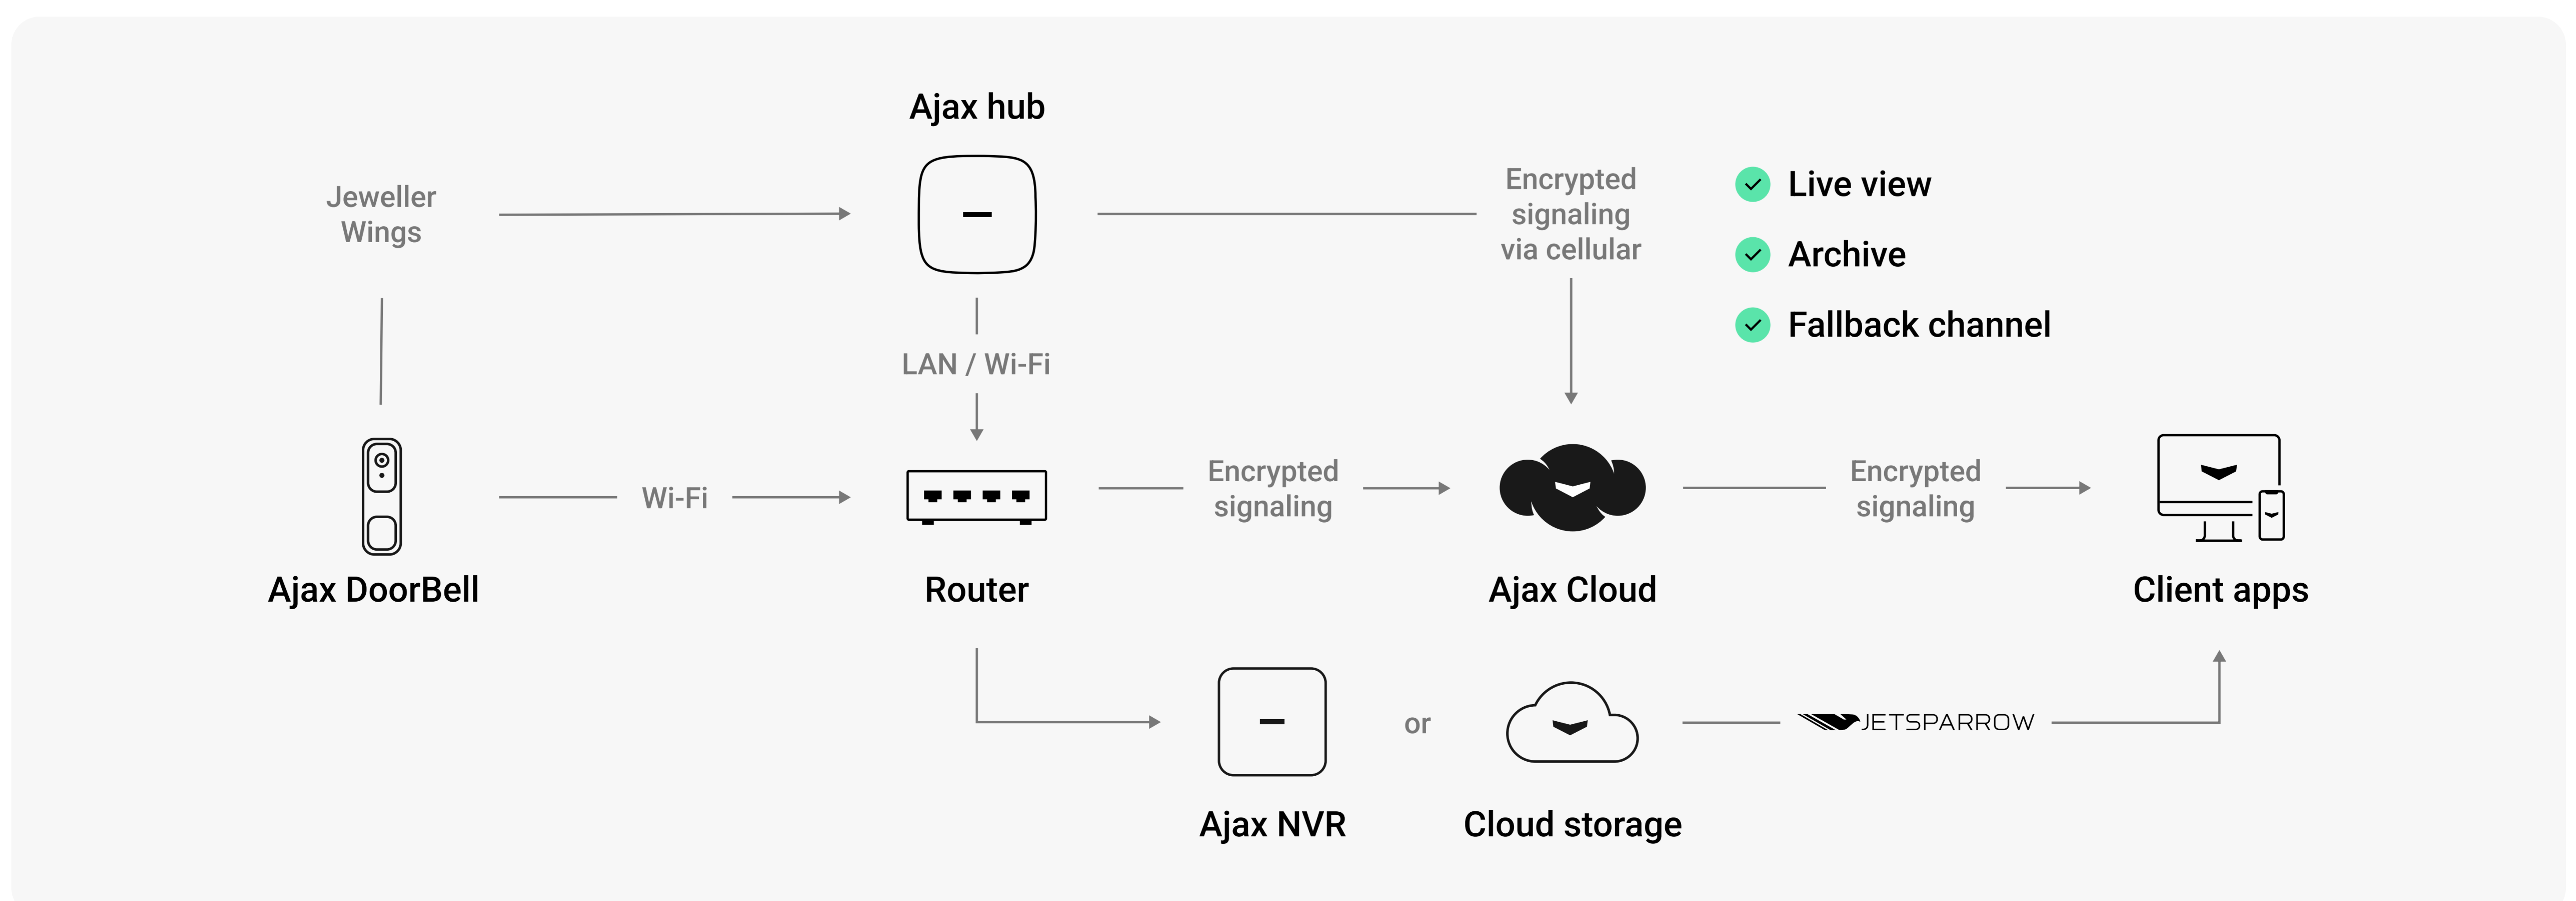 Ajax hub
Jeweller
Wings
Encrypted
signaling
via cellular
Live view
Archive
Fallback channel
LAN / Wi-Fi
Wi-Fi
Encrypted
signaling
Encrypted
signaling
Ajax DoorBell
Router
Ajax Cloud
Client apps
or
JETSPARROW
Ajax NVR
Cloud storage